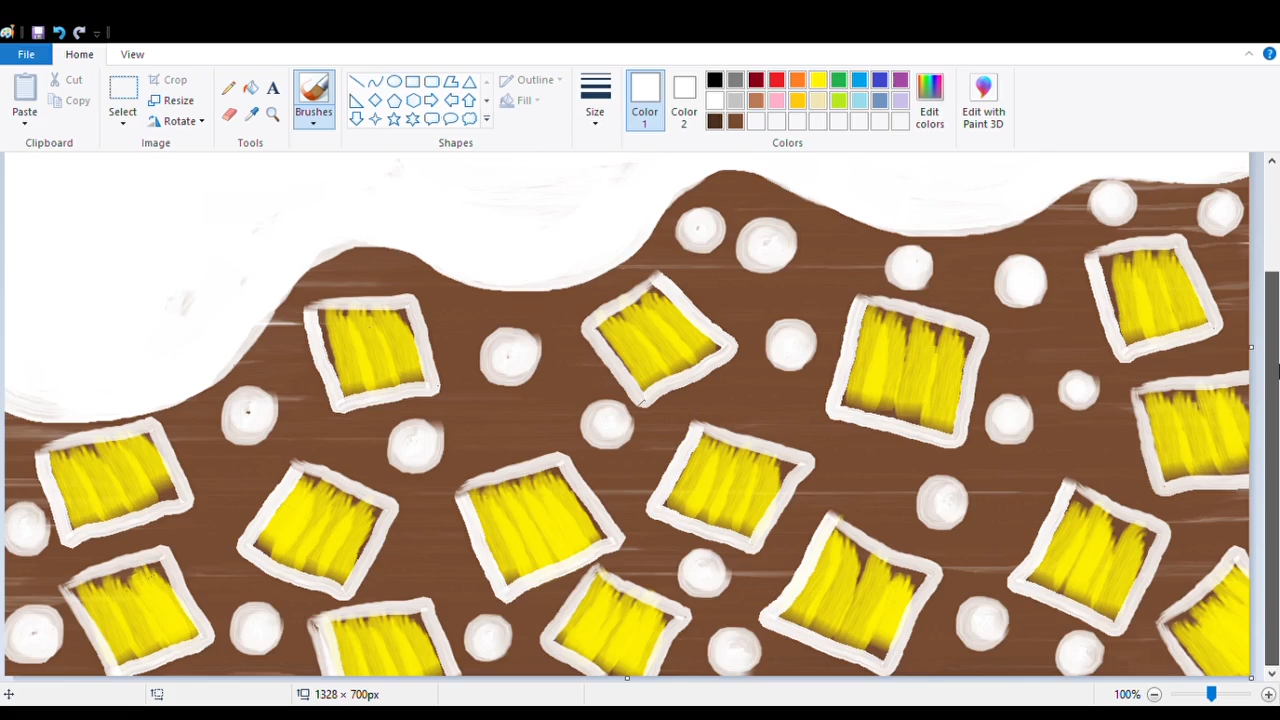 File Home View
Paste Cut Copy Select Crop Resize Rotate A Brushes Outline Fill Size Color 1 Color 2 Edit colors Edit with Paint 3D
Clipboard Image Tools Shapes Colors
1328 × 700px 100%